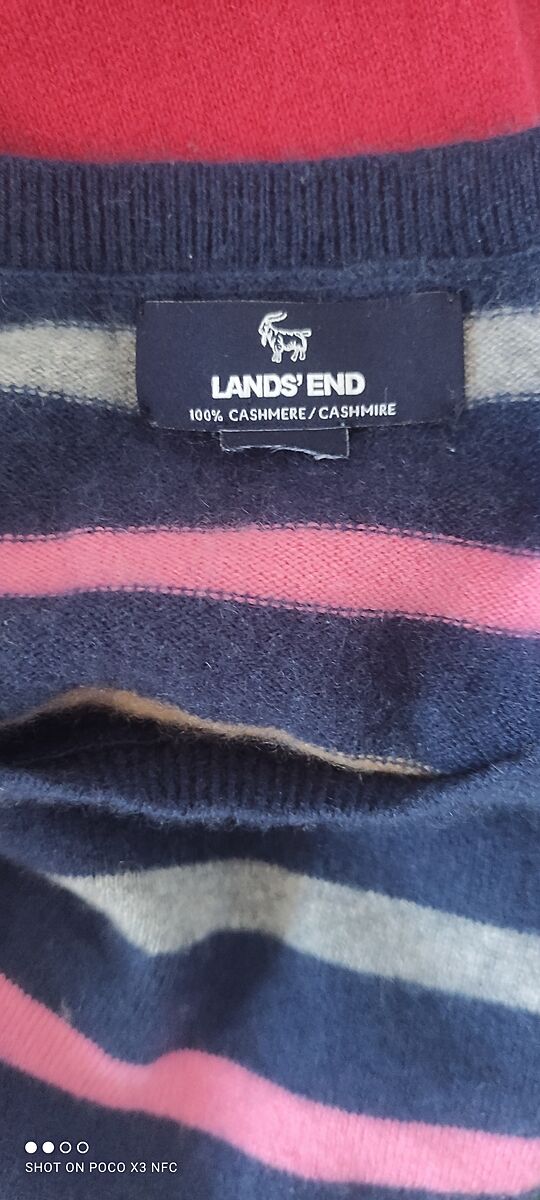 LANDS' END
100% CASHMERE / CASHMIRE
SHOT ON POCO X3 NFC